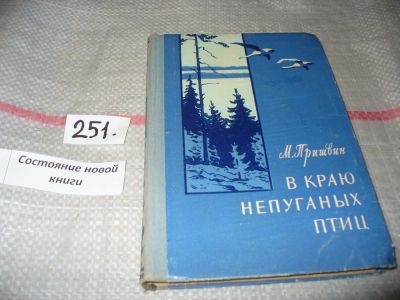 251.
Состояние новой
книги
М. Пришвин
В КРАЮ
НЕПУГАНЫХ
ПТИЦ